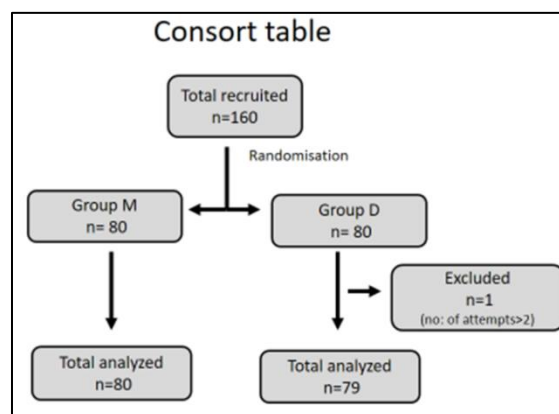 Consort table
Total recruited
n=160
Randomisation
Group M
n= 80
Group D
n= 80
Excluded
n=1
(no: of attempts>2)
Total analyzed
n=80
Total analyzed
n=79